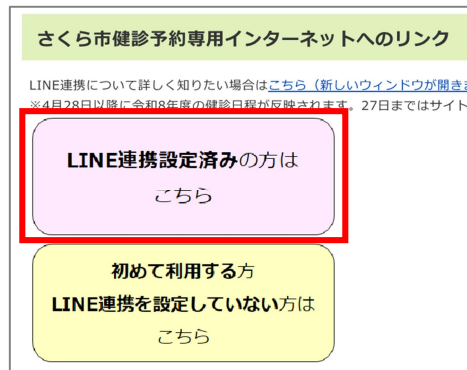 さくら市健診予約専用インターネットへのリンク
LINE連携について詳しく知りたい場合はこちら（新しいウィンドウが開き
※4月28日以降に令和8年度の健診日程が反映されます。27日まではサイト
LINE連携設定済みの方は
こちら
初めて利用する方
LINE連携を設定していない方は
こちら